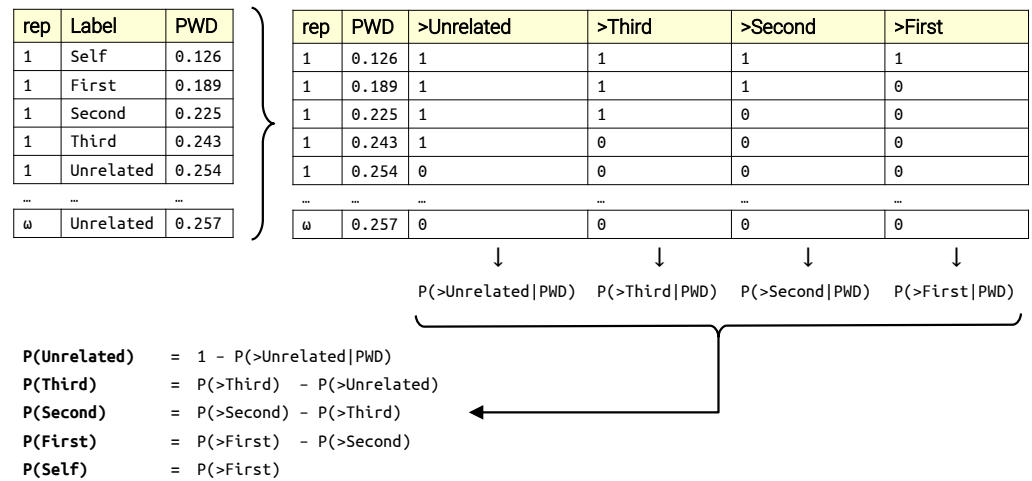 rep Label PWD
1 Self 0.126
1 First 0.189
1 Second 0.225
1 Third 0.243
1 Unrelated 0.254
… … …
ω Unrelated 0.257
rep PWD >Unrelated >Third >Second >First
1 0.126 1 1 1 1
1 0.189 1 1 1 0
1 0.225 1 1 0 0
1 0.243 1 0 0 0
1 0.254 0 0 0 0
… … … … … …
ω 0.257 0 0 0 0
↓ ↓ ↓ ↓
P(>Unrelated|PWD) P(>Third|PWD) P(>Second|PWD) P(>First|PWD)
P(Unrelated) = 1 – P(>Unrelated|PWD)
P(Third) = P(>Third) – P(>Unrelated)
P(Second) = P(>Second) – P(>Third)
P(First) = P(>First) – P(>Second)
P(Self) = P(>First)